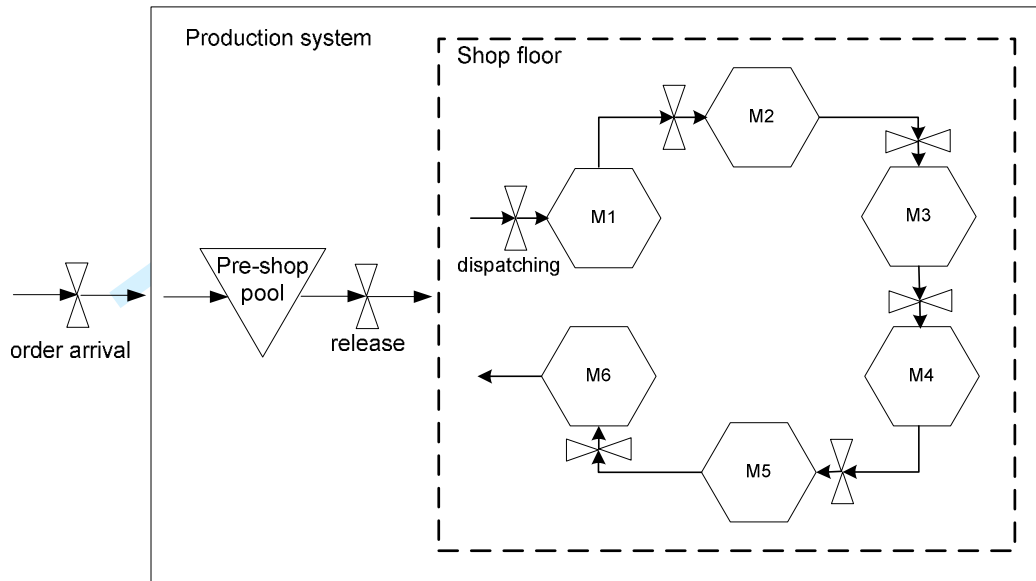 Production system
Shop floor
M2
M1
M3
dispatching
Pre-shop
pool
release
order arrival
M6
M4
M5